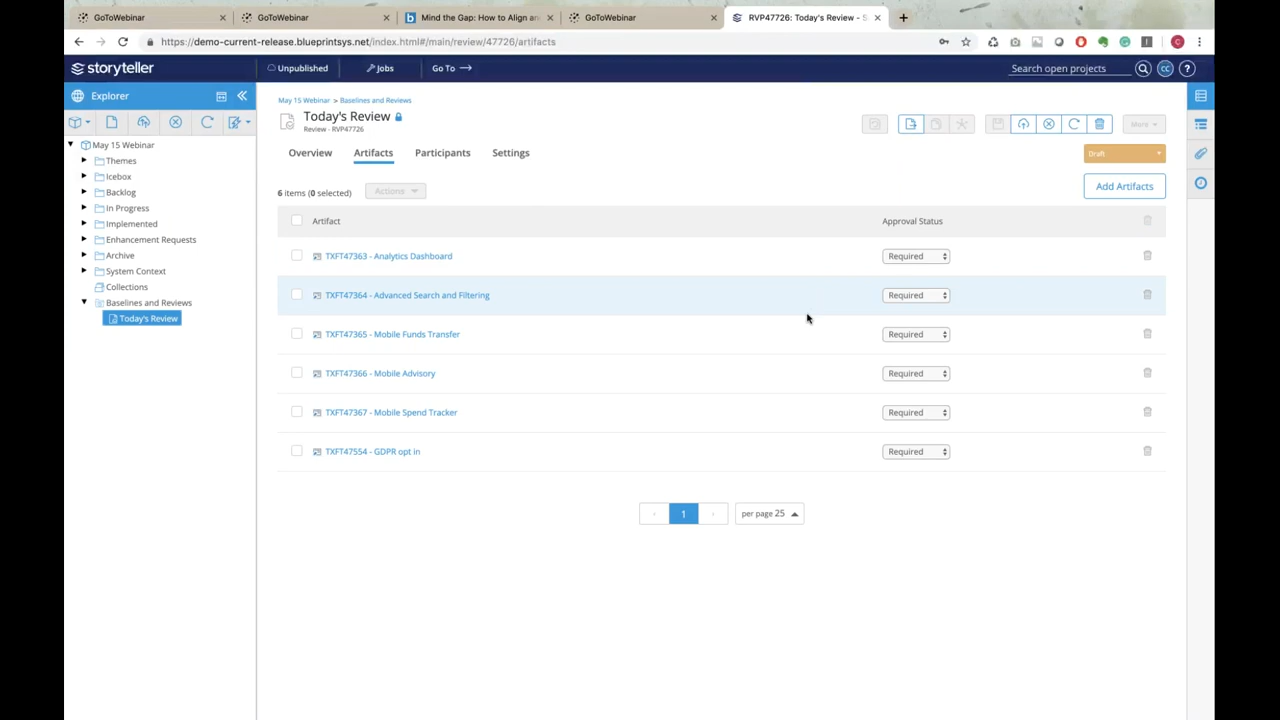 GoToWebinar
GoToWebinar
Mind the Gap: How to Align an
GoToWebinar
RVP47726: Today's Review - S
https://demo-current-release.blueprintsys.net/index.html#/main/review/47726/artifacts
storyteller
Unpublished
Jobs
Go To
Search open projects
CC
?
Explorer
May 15 Webinar
Themes
Icebox
Backlog
In Progress
Implemented
Enhancement Requests
Archive
System Context
Collections
Baselines and Reviews
Today's Review
May 15 Webinar > Baselines and Reviews
Today's Review
Review - RVP47726
More
Overview
Artifacts
Participants
Settings
Draft
6 items (0 selected)
Actions
Add Artifacts
Artifact
Approval Status
TXFT47363 - Analytics Dashboard
Required
TXFT47364 - Advanced Search and Filtering
Required
TXFT47365 - Mobile Funds Transfer
Required
TXFT47366 - Mobile Advisory
Required
TXFT47367 - Mobile Spend Tracker
Required
TXFT47554 - GDPR opt in
Required
1
per page 25